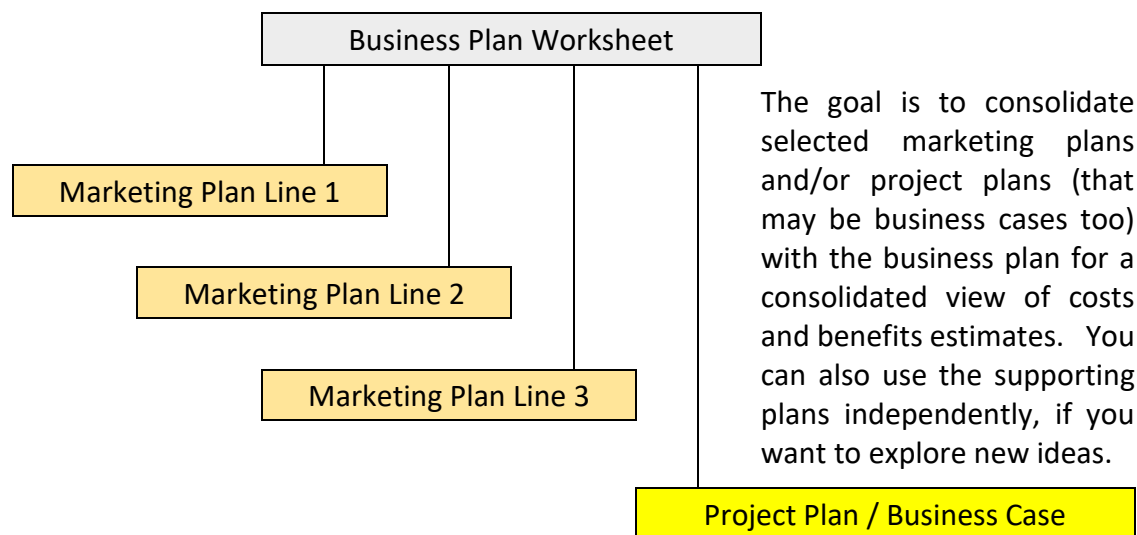 Business Plan Worksheet
The goal is to consolidate
selected marketing plans
and/or project plans (that
may be business cases too)
with the business plan for a
consolidated view of costs
and benefits estimates. You
can also use the supporting
plans independently, if you
want to explore new ideas.
Marketing Plan Line 1
Marketing Plan Line 2
Marketing Plan Line 3
Project Plan / Business Case